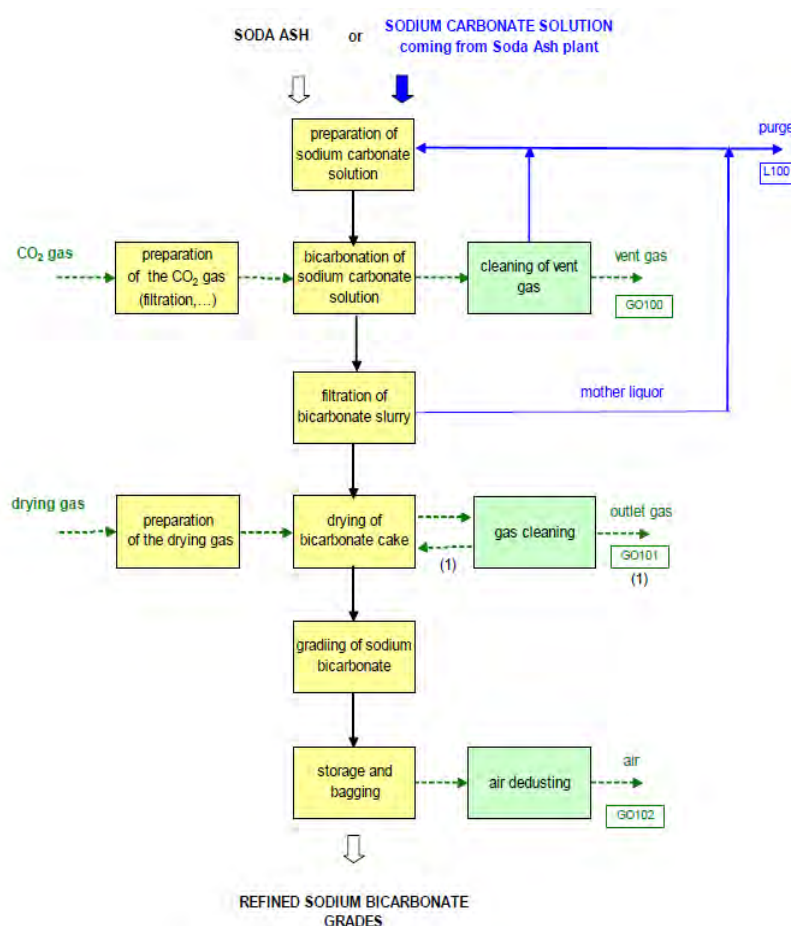 SODA ASH or SODIUM CARBONATE SOLUTION
coming from Soda Ash plant
preparation of
sodium carbonate
solution
purge
L100
CO₂ gas
preparation
of the CO₂ gas
(filtration,...)
bicarbonation of
sodium carbonate
solution
cleaning of vent
gas
vent gas
GO100
filtration of
bicarbonate slurry
mother liquor
drying gas
preparation
of the drying gas
drying of
bicarbonate cake
(1)
gas cleaning
outlet gas
GO101
(1)
gradiing of sodium
bicarbonate
storage and
bagging
air dedusting
air
GO102
REFINED SODIUM BICARBONATE
GRADES